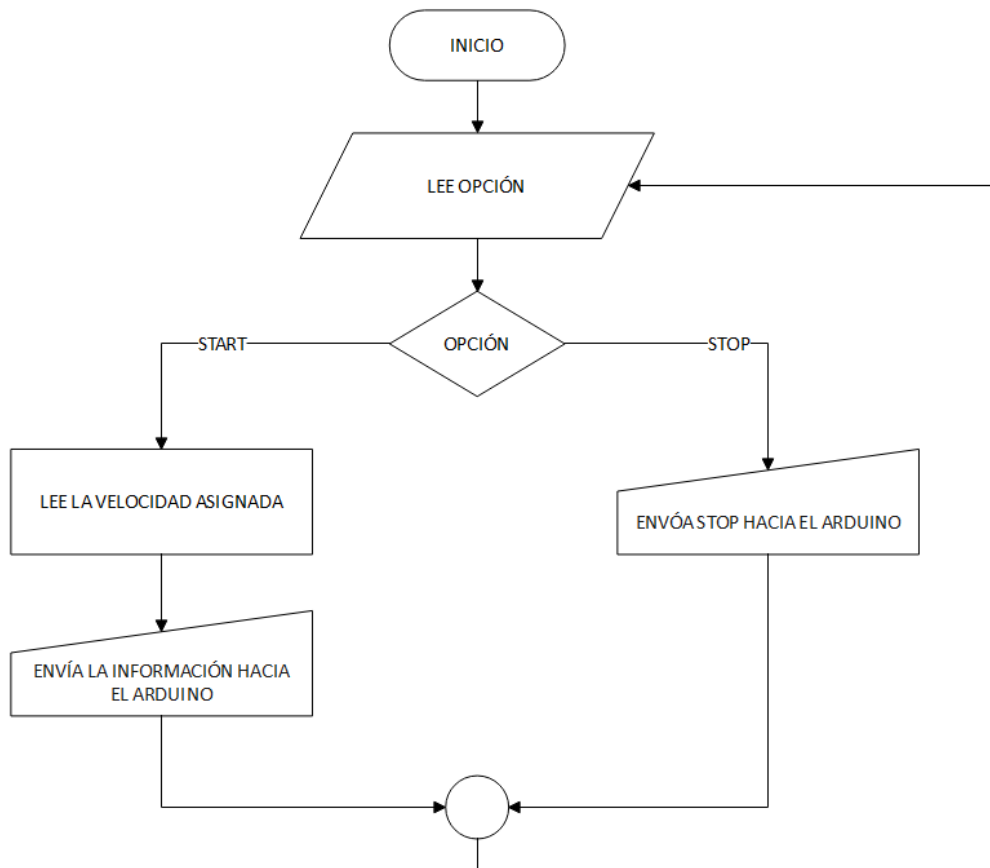 INICIO
LEE OPCIÓN
OPCIÓN
START
STOP
LEE LA VELOCIDAD ASIGNADA
ENVÓA STOP HACIA EL ARDUINO
ENVÍA LA INFORMACIÓN HACIA
EL ARDUINO